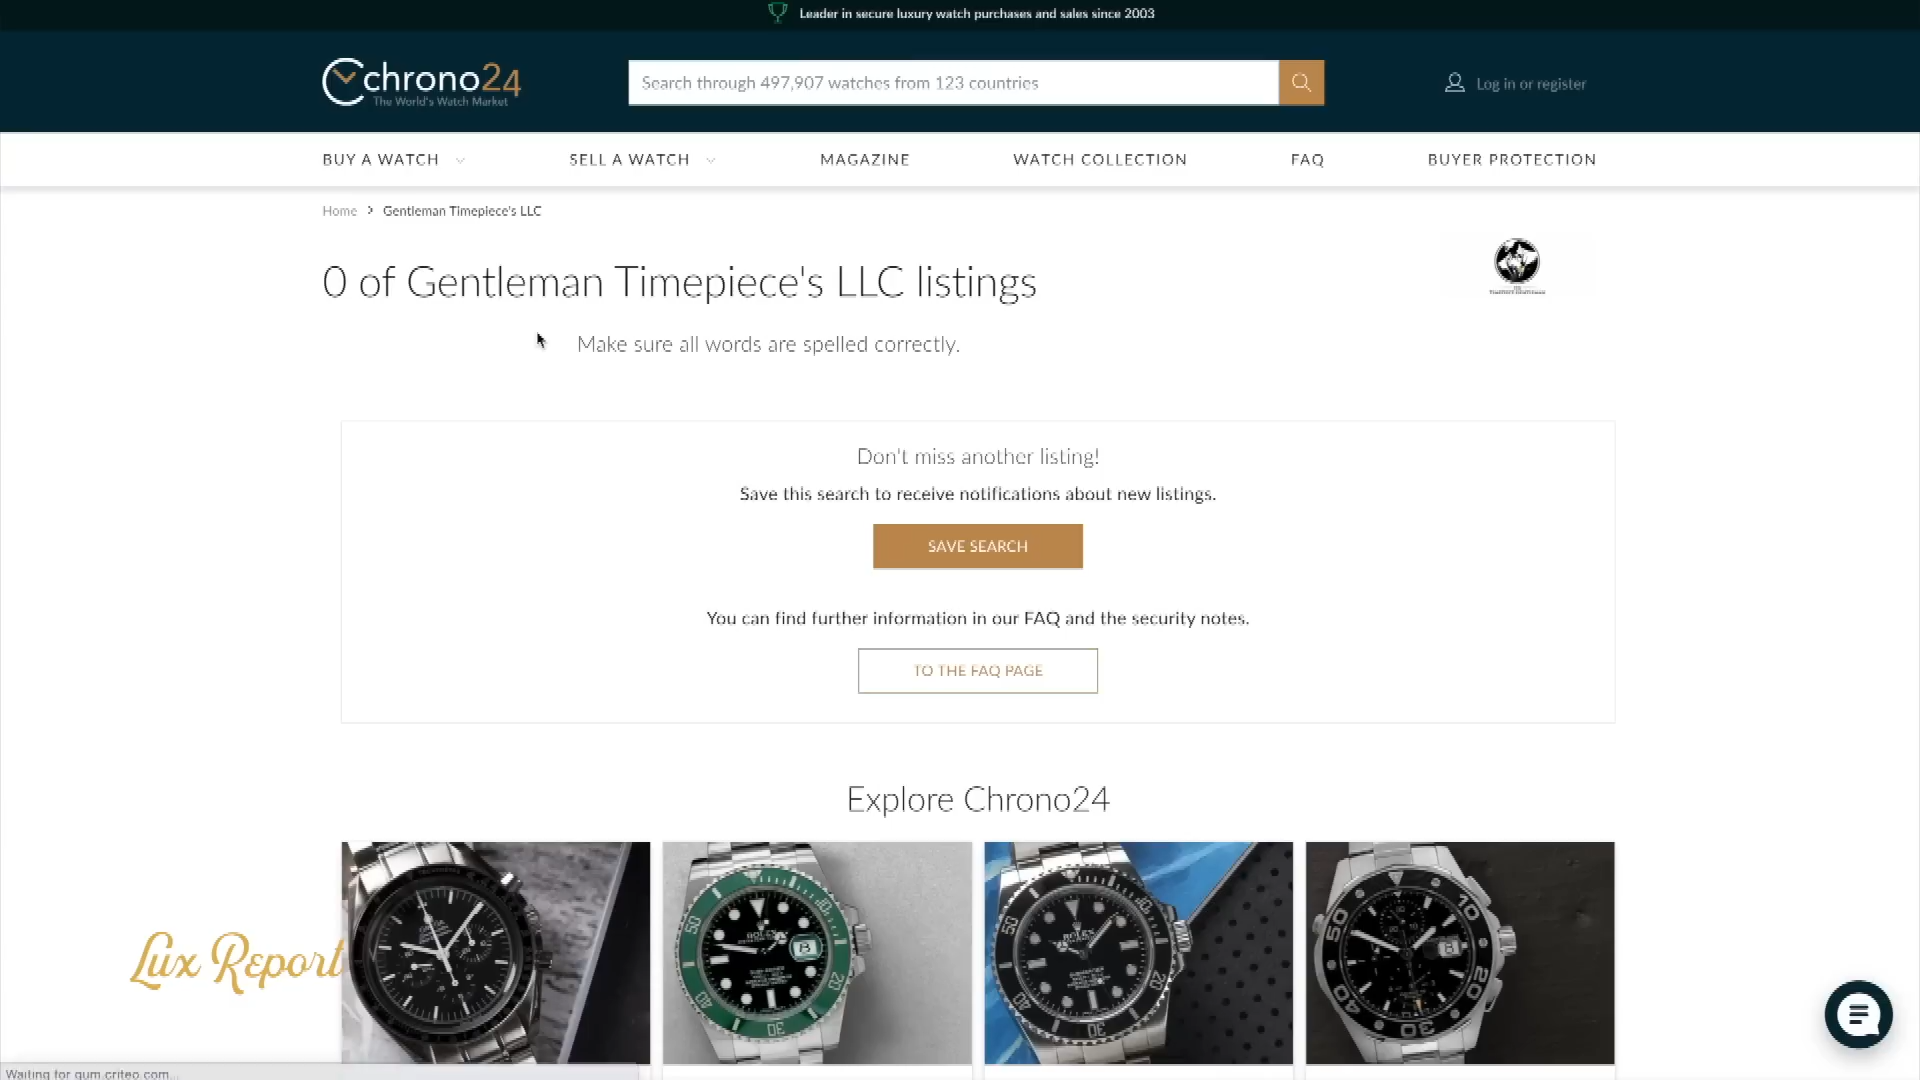 Leader in secure luxury watch purchases and sales since 2003
chrono24
The World's Watch Market
Search through 497,907 watches from 123 countries
Log in or register
BUY A WATCH
SELL A WATCH
MAGAZINE
WATCH COLLECTION
FAQ
BUYER PROTECTION
Home > Gentleman Timepiece's LLC
0 of Gentleman Timepiece's LLC listings
TIMEPIECE GENTLEMAN
Make sure all words are spelled correctly.
Don't miss another listing!
Save this search to receive notifications about new listings.
SAVE SEARCH
You can find further information in our FAQ and the security notes.
TO THE FAQ PAGE
Explore Chrono24
Lux Report
Waiting for gum.criteo.com...